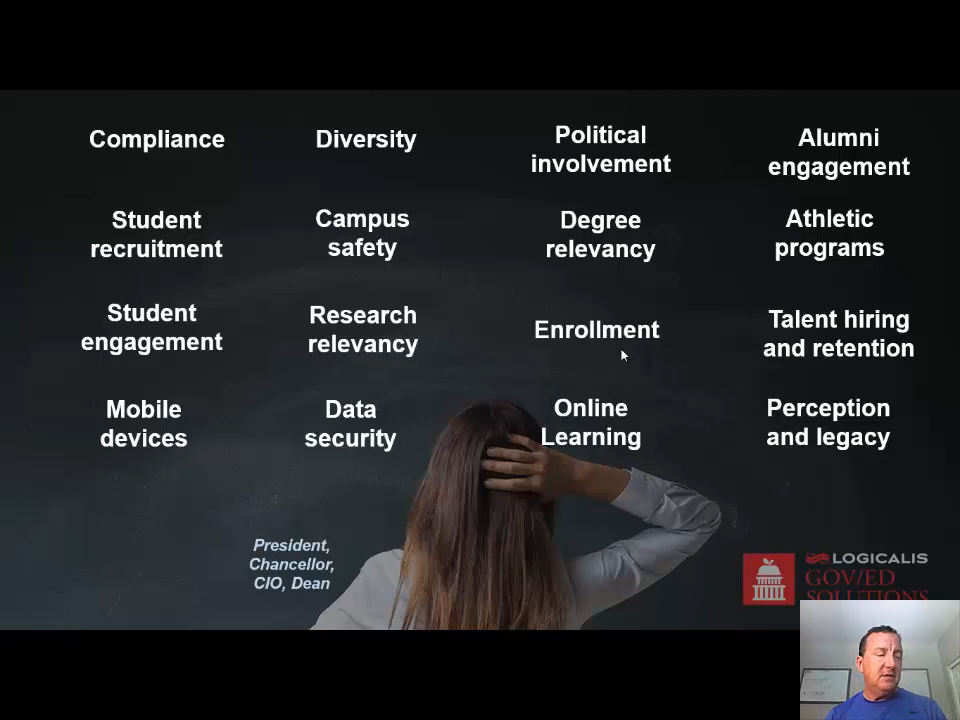 Compliance
Diversity
Political
involvement
Alumni
engagement
Student
recruitment
Campus
safety
Degree
relevancy
Athletic
programs
Student
engagement
Research
relevancy
Enrollment
Talent hiring
and retention
Mobile
devices
Data
security
Online
Learning
Perception
and legacy
President,
Chancellor,
CIO, Dean
LOGICALIS
GOV/ED
SOLUTIONS